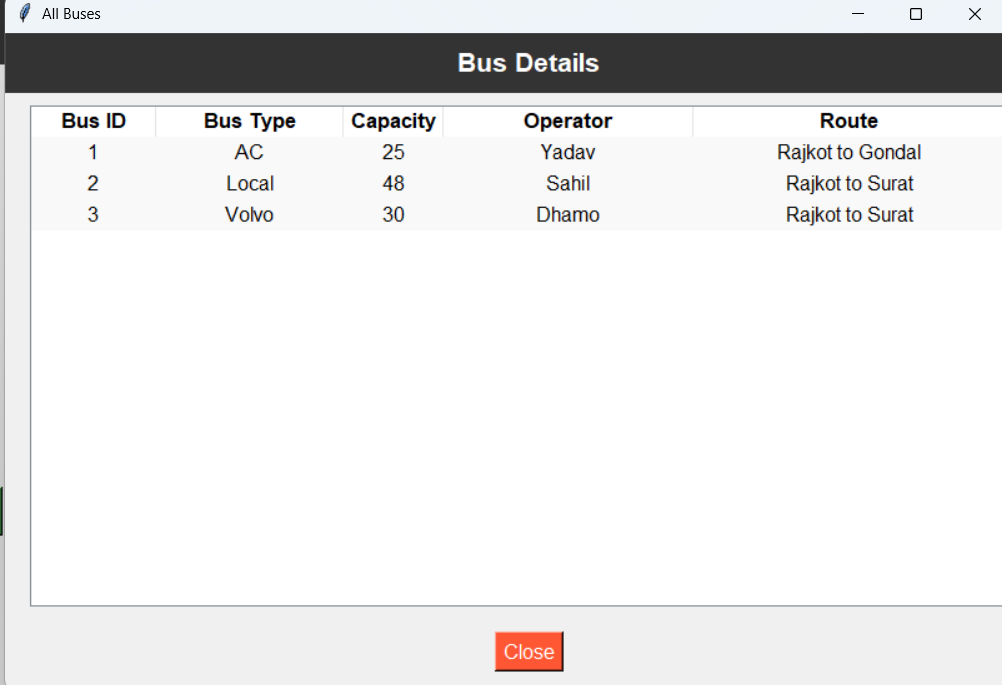 All Buses
Bus Details
Bus ID Bus Type Capacity Operator Route
1 AC 25 Yadav Rajkot to Gondal
2 Local 48 Sahil Rajkot to Surat
3 Volvo 30 Dhamo Rajkot to Surat
Close